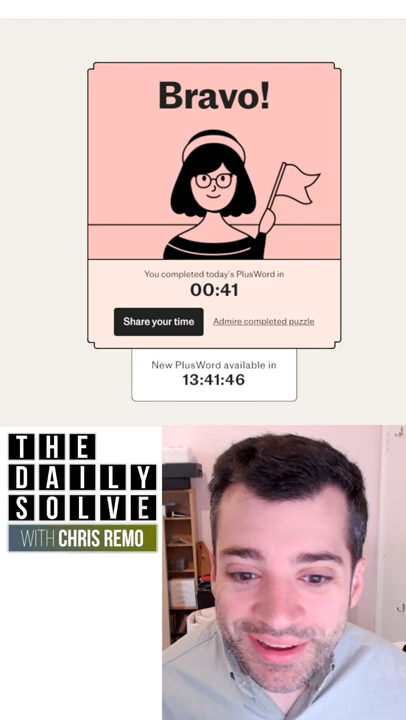 Bravo!
You completed today's PlusWord in
00:41
Share your time
Admire completed puzzle
New PlusWord available in
13:41:46
THE
DAILY
SOLVE
WITH CHRIS REMO